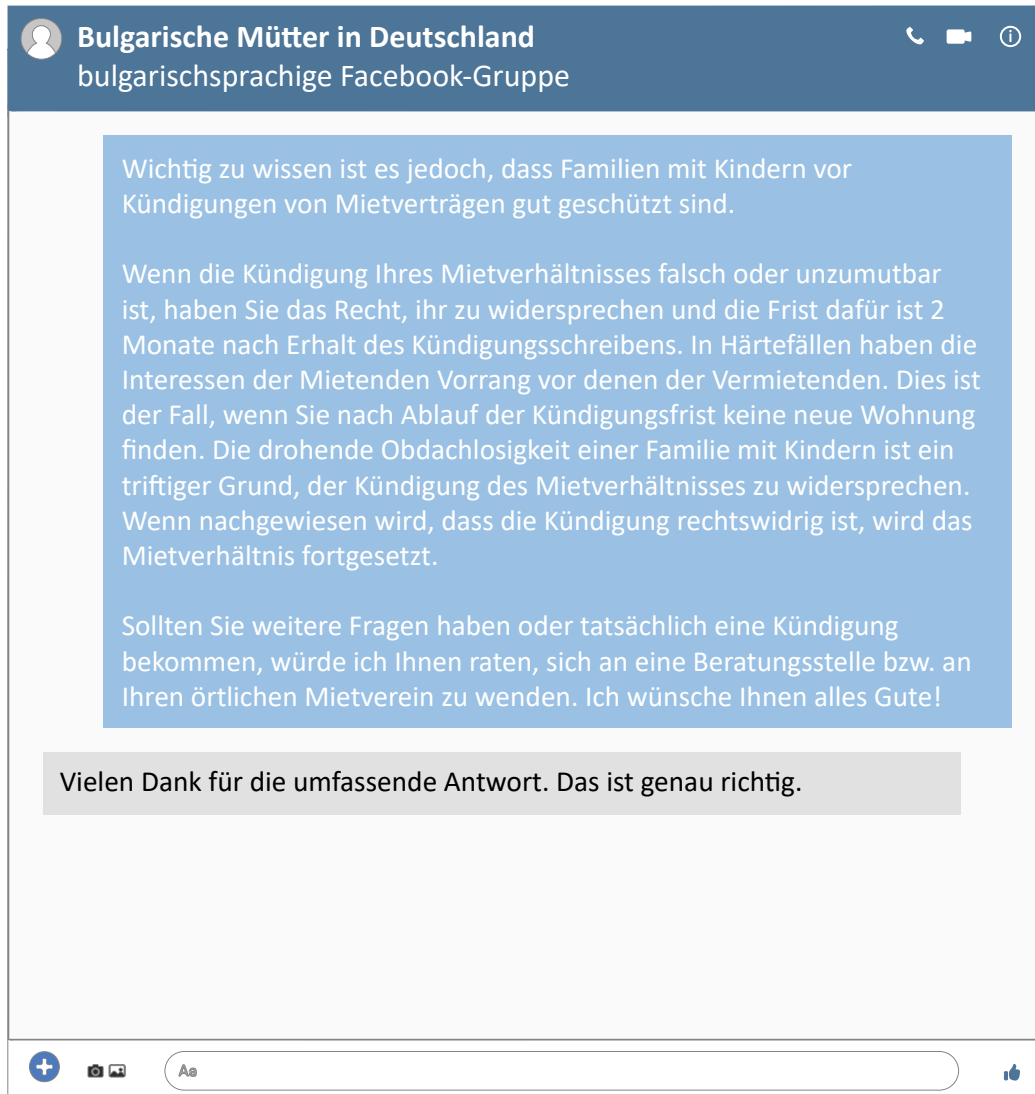 Bulgarische Mütter in Deutschland
bulgarischsprachige Facebook-Gruppe
Wichtig zu wissen ist es jedoch, dass Familien mit Kindern vor
Kündigungen von Mietverträgen gut geschützt sind.
Wenn die Kündigung Ihres Mietverhältnisses falsch oder unzumutbar
ist, haben Sie das Recht, ihr zu widersprechen und die Frist dafür ist 2
Monate nach Erhalt des Kündigungsschreibens. In Härtefällen haben die
Interessen der Mietenden Vorrang vor denen der Vermietenden. Dies ist
der Fall, wenn Sie nach Ablauf der Kündigungsfrist keine neue Wohnung
finden. Die drohende Obdachlosigkeit einer Familie mit Kindern ist ein
triftiger Grund, der Kündigung des Mietverhältnisses zu widersprechen.
Wenn nachgewiesen wird, dass die Kündigung rechtswidrig ist, wird das
Mietverhältnis fortgesetzt.
Sollten Sie weitere Fragen haben oder tatsächlich eine Kündigung
bekommen, würde ich Ihnen raten, sich an eine Beratungsstelle bzw. an
Ihren örtlichen Mietverein zu wenden. Ich wünsche Ihnen alles Gute!
Vielen Dank für die umfassende Antwort. Das ist genau richtig.
Aa